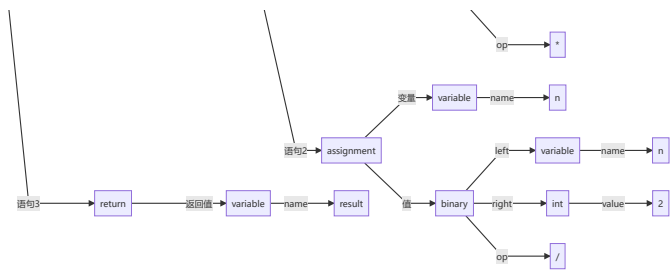 op
*
变量
variable
name
n
语句2
assignment
left
variable
name
n
语句3
return
返回值
variable
name
result
值
binary
right
int
value
2
op
/